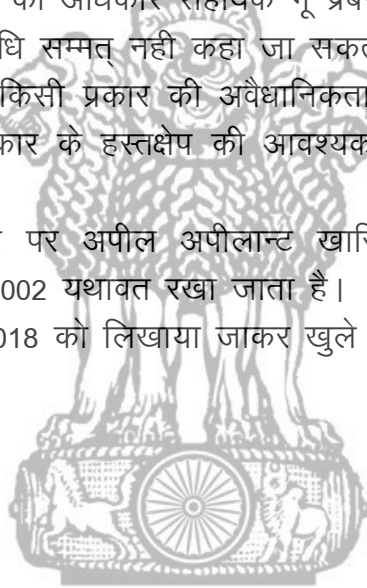 का अधिकार सहायक भू प्रबं
धि सम्मत् नही कहा जा सकत
किसी प्रकार की अवैधानिकता
कार के हस्तक्षेप की आवश्यक
र पर अपील अपीलान्ट खारि
002 यथावत रखा जाता है।
018 को लिखाया जाकर खुले